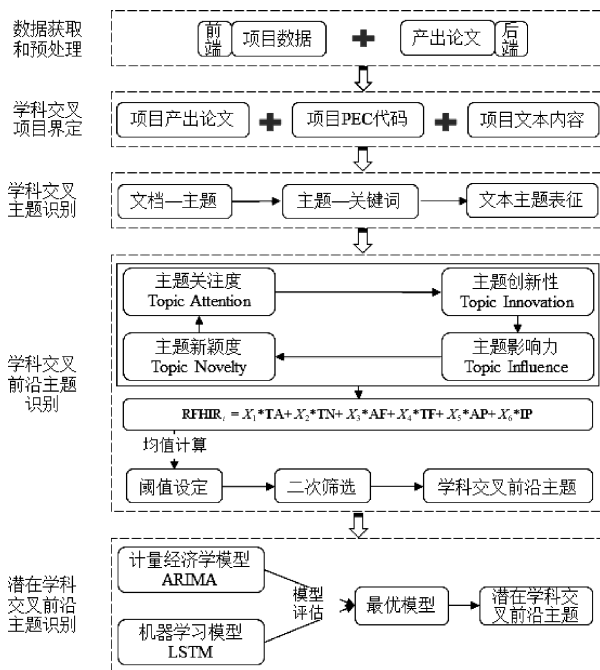 数据获取
和预处理
前端 项目数据 产出论文 后端
学科交叉
项目界定
项目产出论文 项目PEC代码 项目文本内容
学科交叉
主题识别
文档—主题 主题—关键词 文本主题表征
学科交叉
前沿主题
识别
主题关注度
Topic Attention
主题创新性
Topic Innovation
主题新颖度
Topic Novelty
主题影响力
Topic Influence
RFHIRi = X1*TA+X2*TN+X3*AF+X4*TF+X5*AP+X6*IP
均值计算
阈值设定 二次筛选 学科交叉前沿主题
潜在学科
交叉前沿
主题识别
计量经济学模型
ARIMA
机器学习模型
LSTM
模型
评估
最优模型
潜在学科交
叉前沿主题